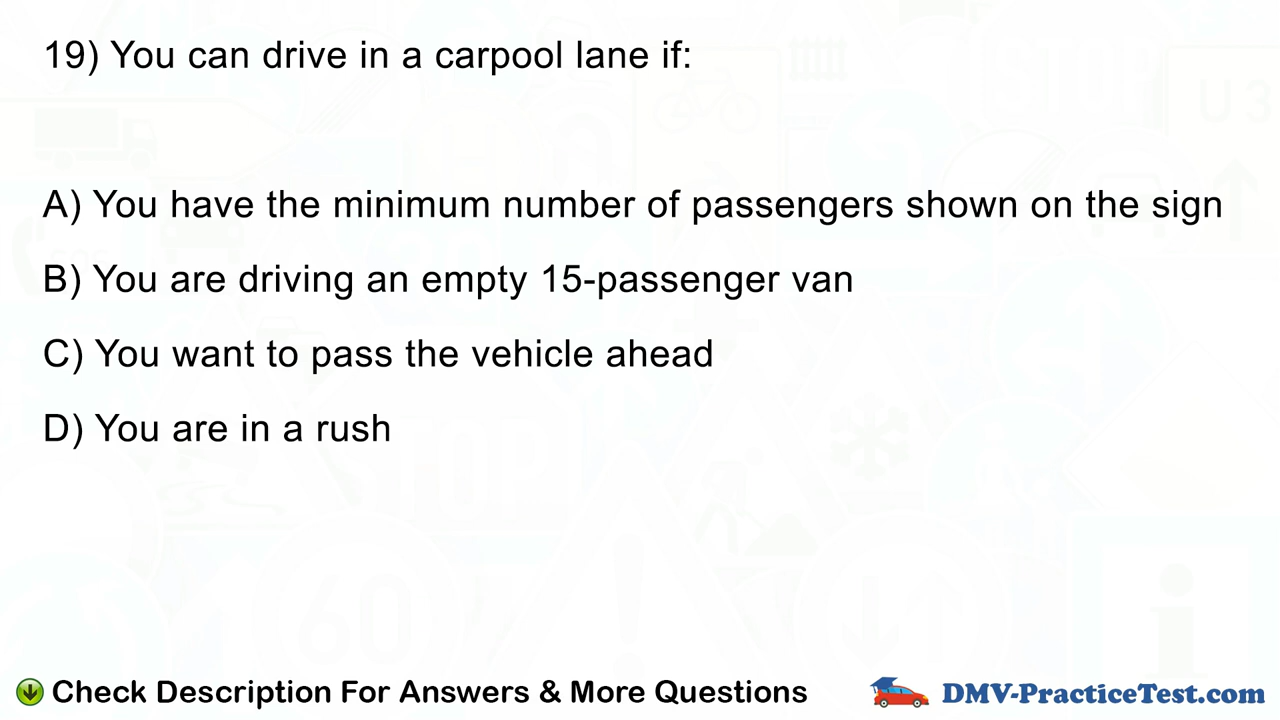 19) You can drive in a carpool lane if:
A) You have the minimum number of passengers shown on the sign
B) You are driving an empty 15-passenger van
C) You want to pass the vehicle ahead
D) You are in a rush
Check Description For Answers & More Questions
DMV-PracticeTest.com